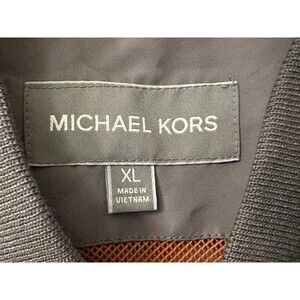 MICHAEL KORS
XL
MADE IN
VIETNAM